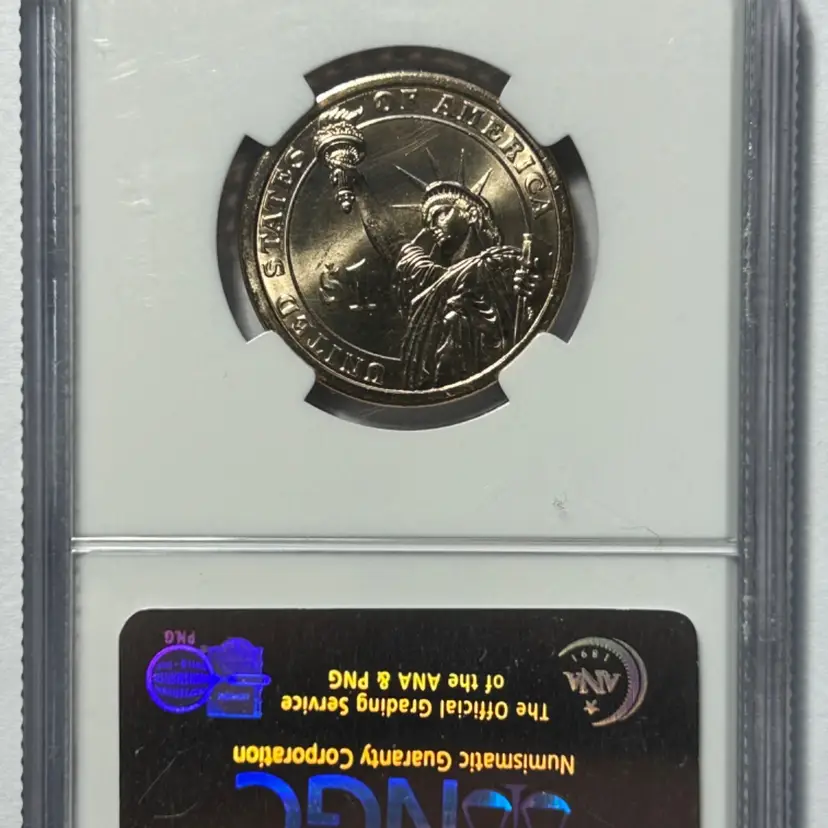 UNITED STATES OF AMERICA
$1
NGC
Numismatic Guaranty Corporation
The Official Grading Service
of the ANA & PNG
1891
ANA
PNG